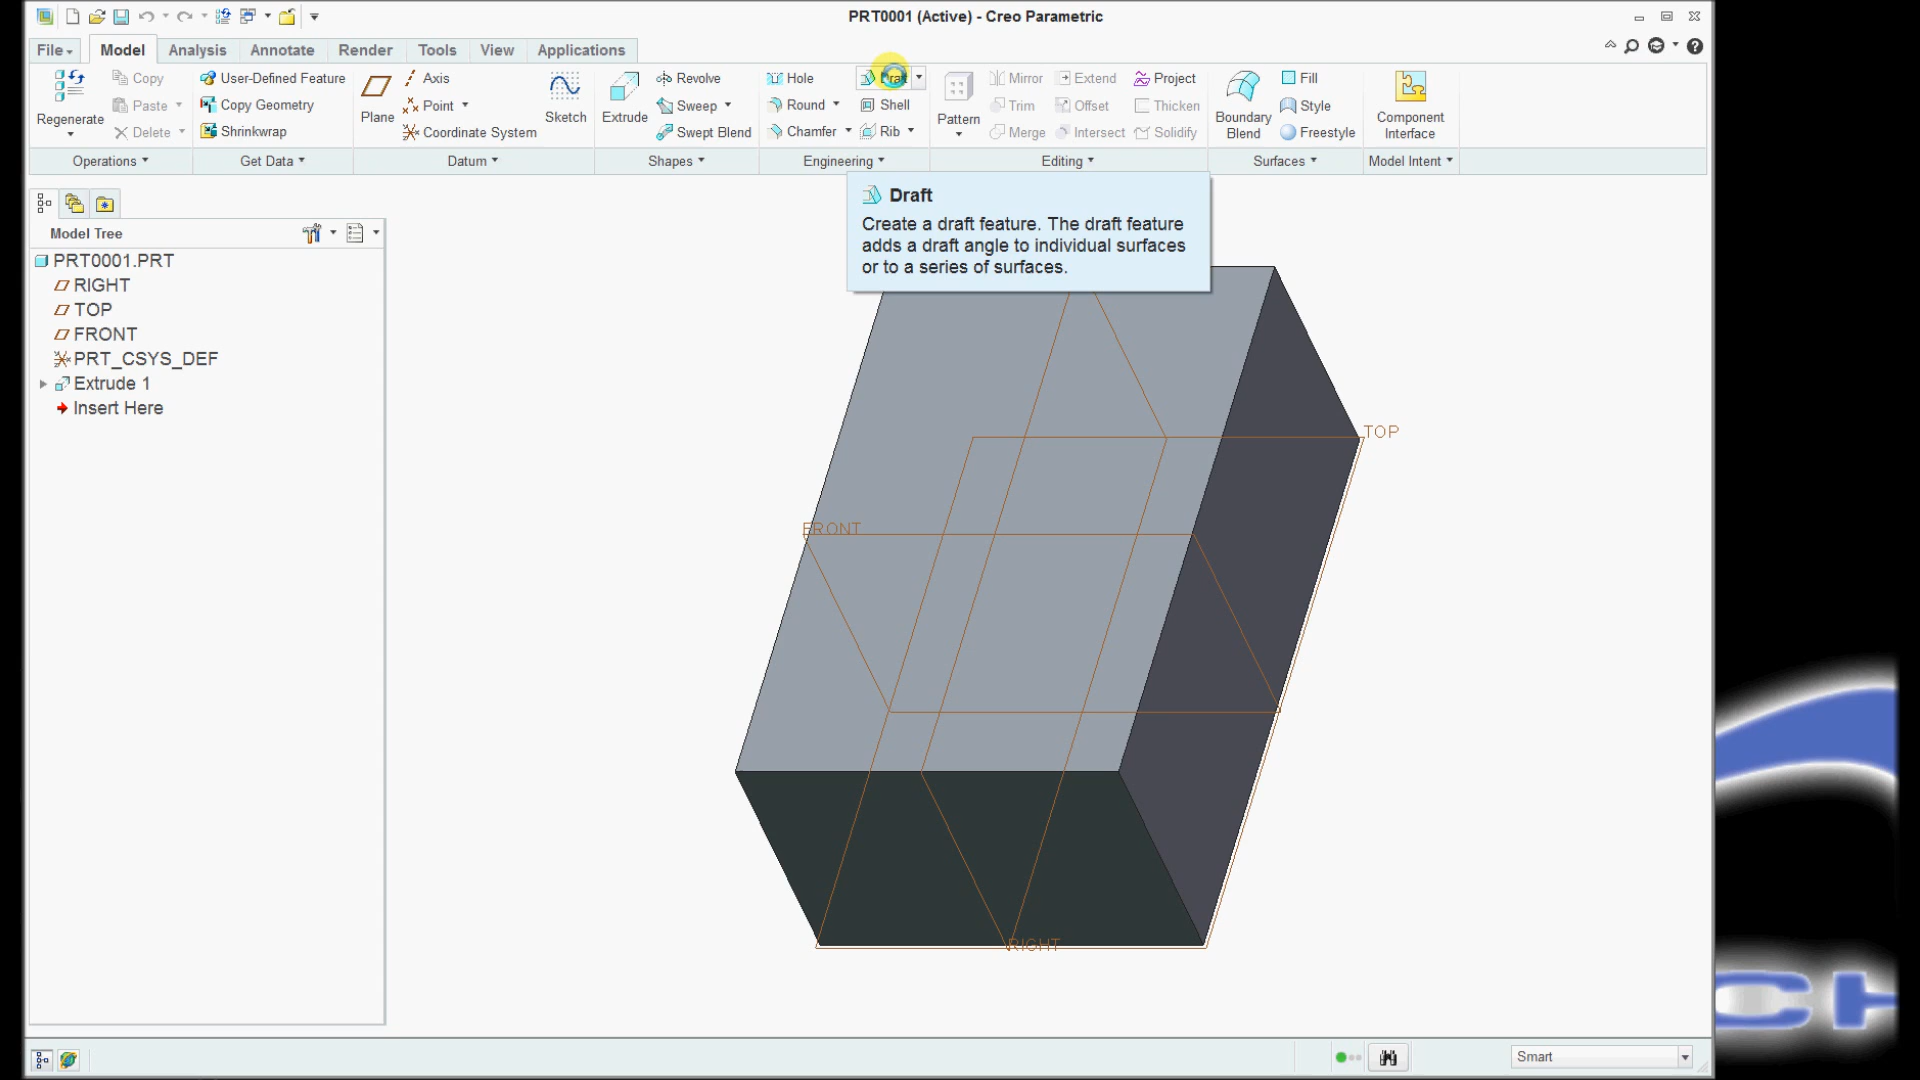 PRT0001 (Active) - Creo Parametric
File
Model
Analysis
Annotate
Render
Tools
View
Applications
Regenerate
Copy
Paste
Delete
User-Defined Feature
Copy Geometry
Shrinkwrap
Plane
Axis
Point
Coordinate System
Sketch
Extrude
Revolve
Sweep
Swept Blend
Hole
Round
Chamfer
Draft
Shell
Rib
Pattern
Mirror
Trim
Merge
Extend
Offset
Intersect
Project
Thicken
Solidify
Boundary
Blend
Fill
Style
Freestyle
Component
Interface
Operations
Get Data
Datum
Shapes
Engineering
Editing
Surfaces
Model Intent
Draft
Create a draft feature. The draft feature
adds a draft angle to individual surfaces
or to a series of surfaces.
Model Tree
PRT0001.PRT
RIGHT
TOP
FRONT
PRT_CSYS_DEF
Extrude 1
Insert Here
TOP
FRONT
RIGHT
Smart